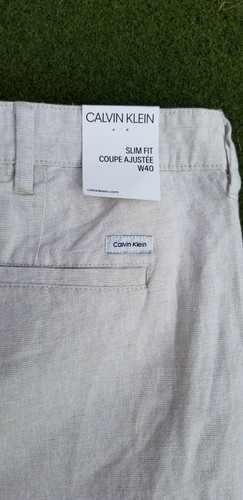 CALVIN KLEIN
SLIM FIT
COUPE AJUSTÉE
W40
calvinklein.com
Calvin Klein